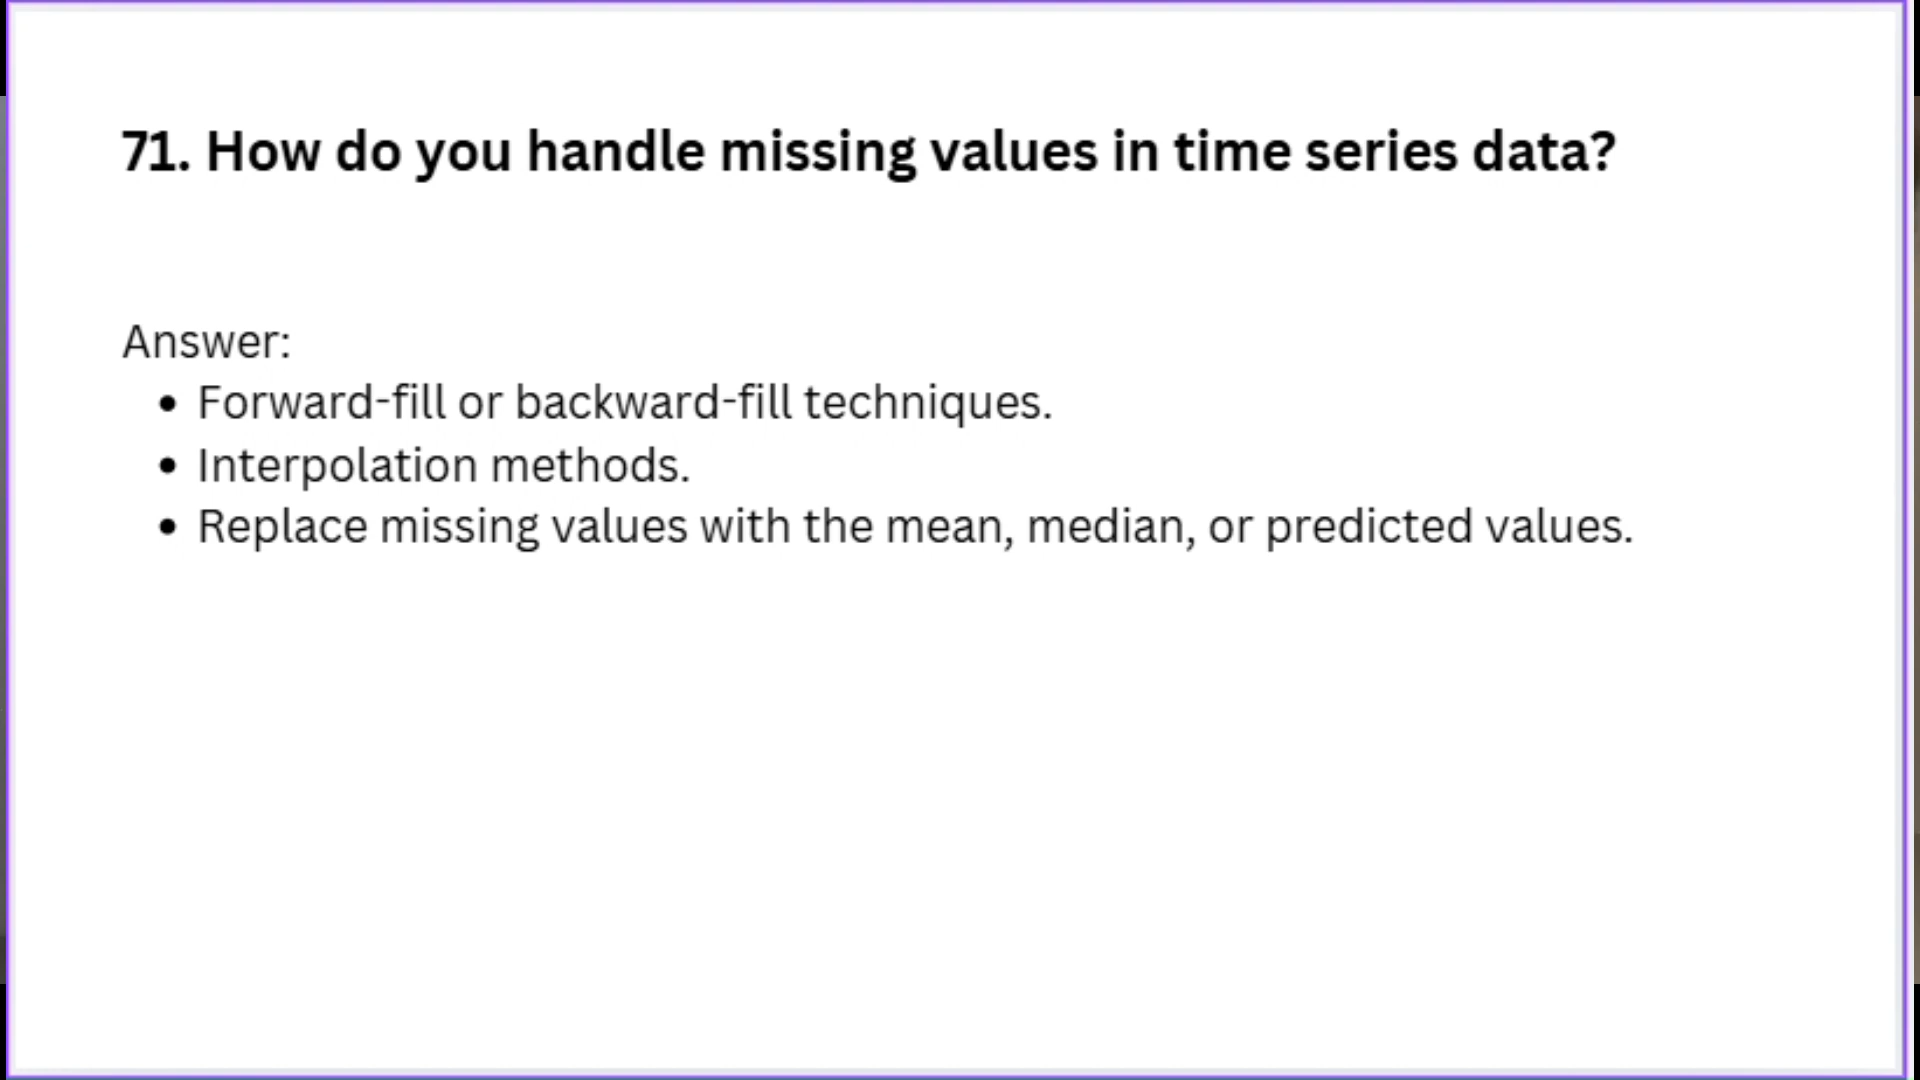 71. How do you handle missing values in time series data?
Answer:
• Forward-fill or backward-fill techniques.
• Interpolation methods.
• Replace missing values with the mean, median, or predicted values.